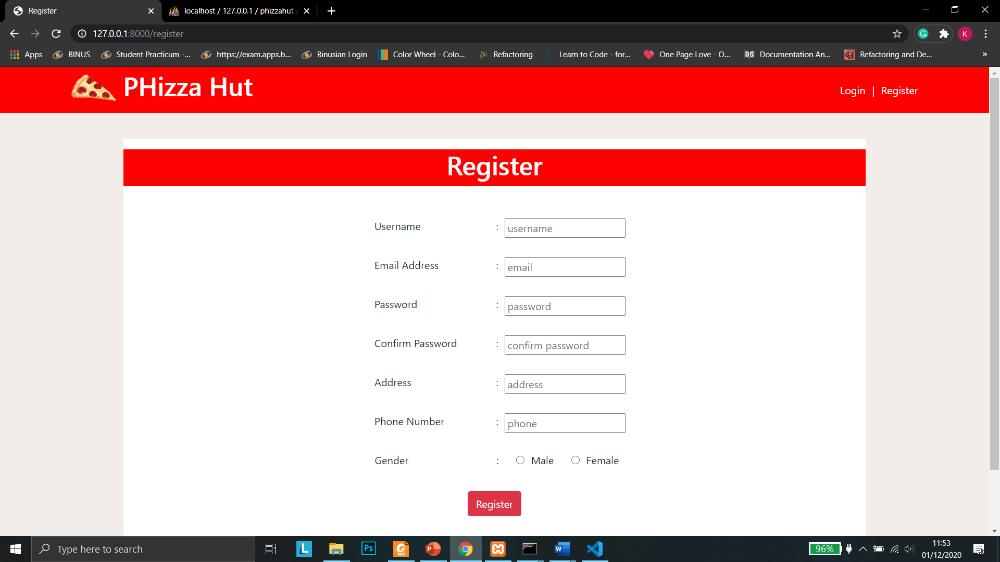 Register
localhost / 127.0.0.1 / phizzahut /
127.0.0.1:8000/register
K
Apps
BINUS
Student Practicum -...
https://exam.apps.b...
Binusian Login
Color Wheel - Colo...
Refactoring
Learn to Code - for...
One Page Love - O...
Documentation An...
Refactoring and De...
»
PHizza Hut
Login | Register
Register
Username : username
Email Address : email
Password : password
Confirm Password : confirm password
Address : address
Phone Number : phone
Gender : Male Female
Register
Type here to search
96%
11:53
01/12/2020